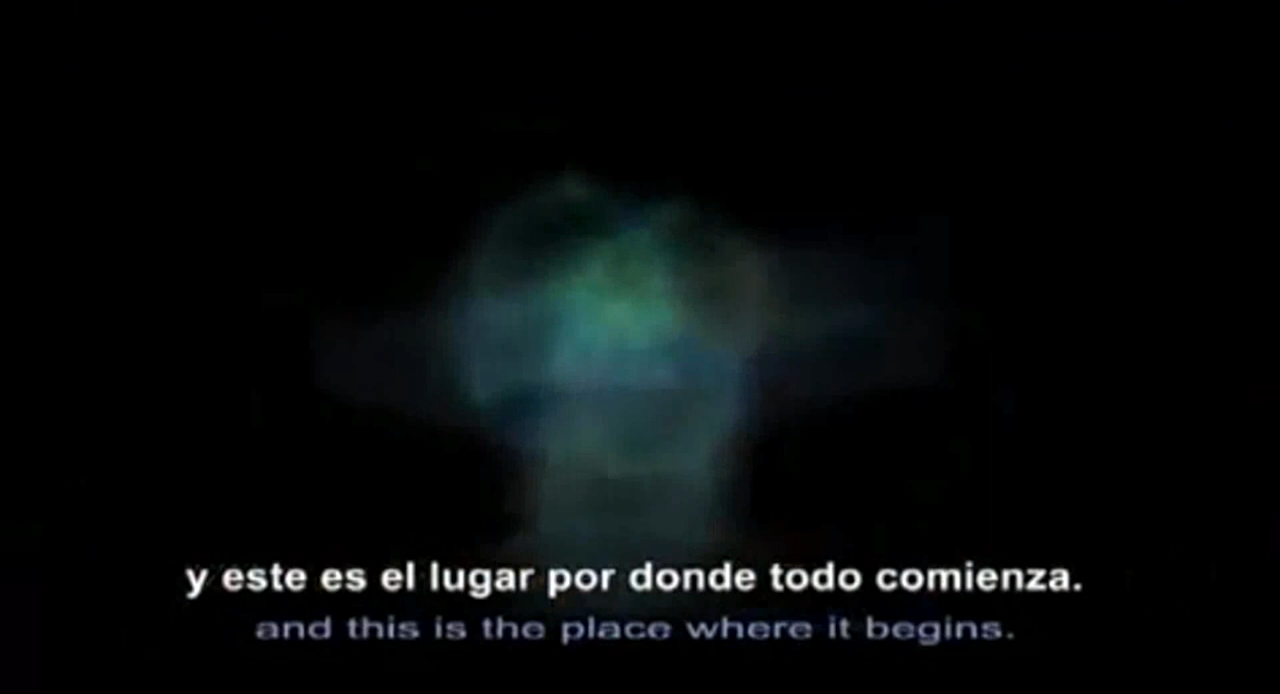 y este es el lugar por donde todo comienza.
and this is the place where it begins.